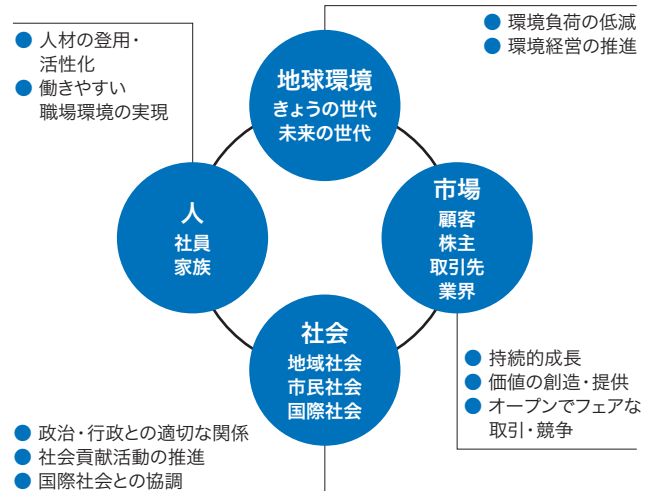 ● 人材の登用・
活性化
● 働きやすい
職場環境の実現
● 環境負荷の低減
● 環境経営の推進
地球環境
きょうの世代
未来の世代
人
社員
家族
市場
顧客
株主
取引先
業界
社会
地域社会
市民社会
国際社会
● 持続的成長
● 価値の創造・提供
● オープンでフェアな
取引・競争
● 政治・行政との適切な関係
● 社会貢献活動の推進
● 国際社会との協調